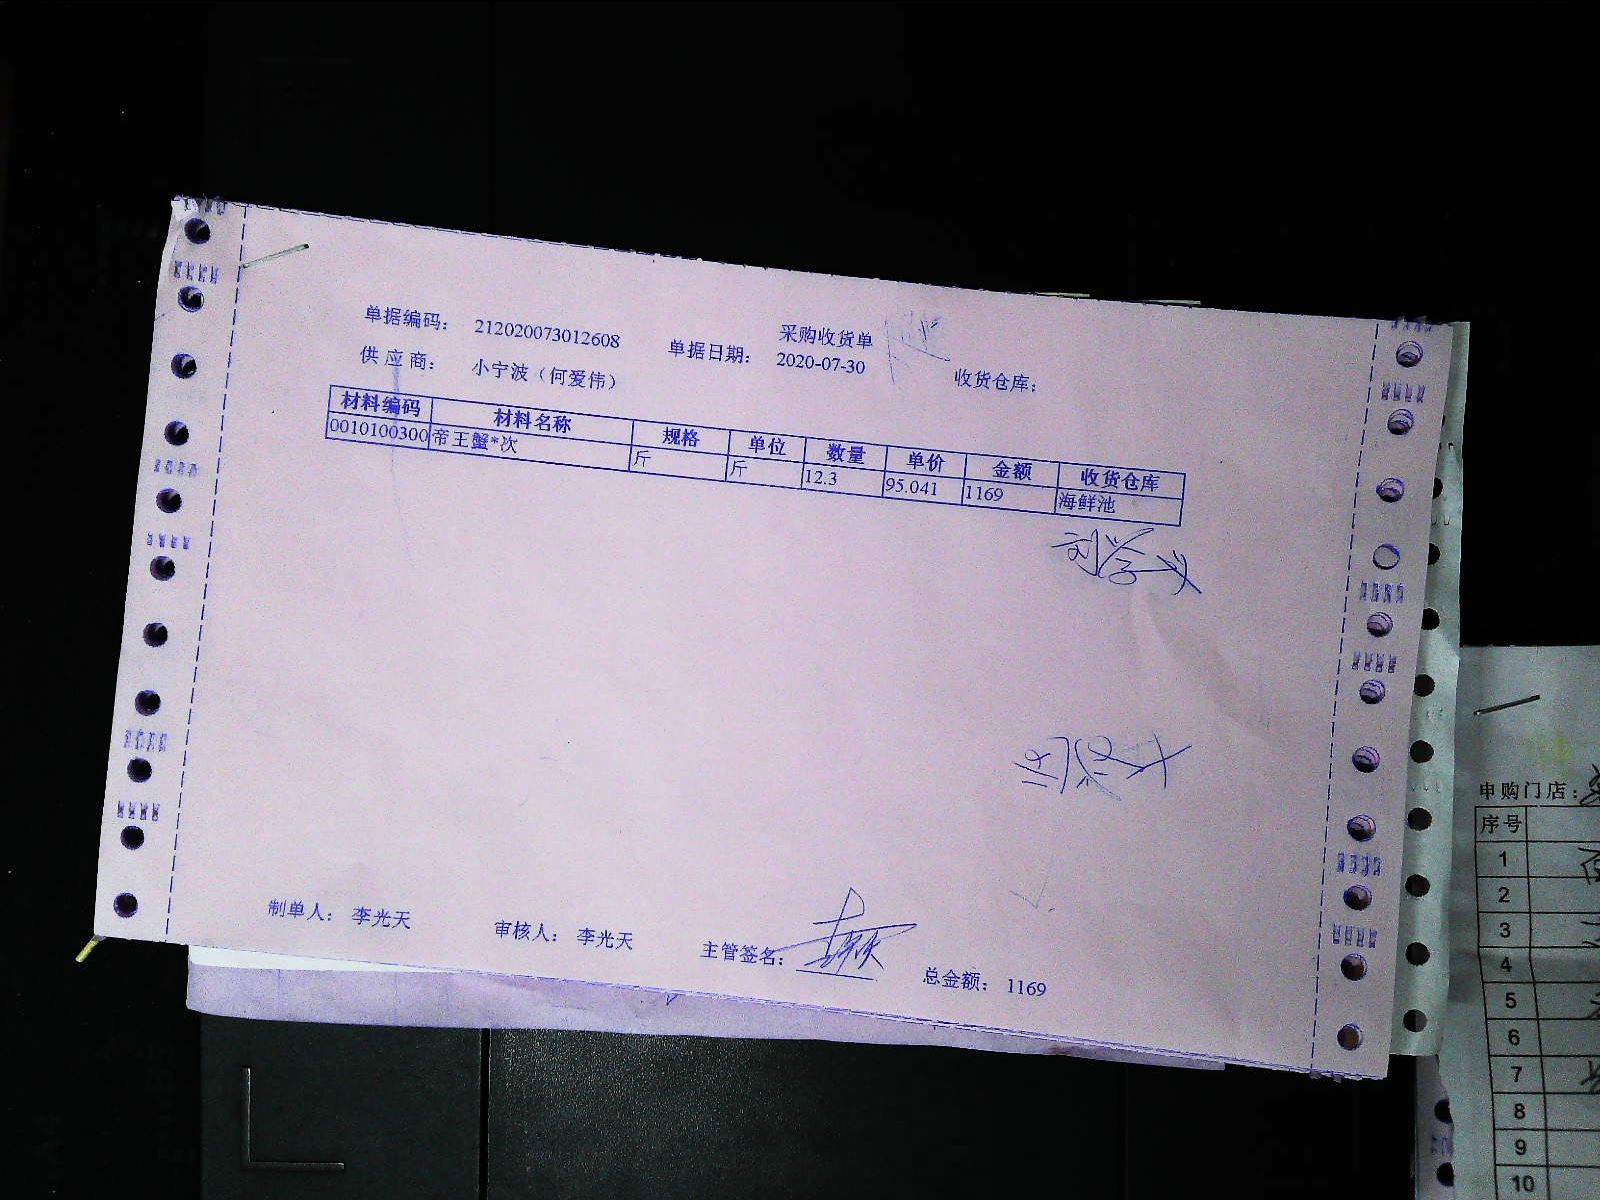 采购收货单
单据编码： 212020073012608 单据日期： 2020-07-30 收货仓库：
供 应 商： 小宁波（何爱伟）
材料编码 材料名称 规格 单位 数量 单价 金额 收货仓库
0010100300 帝王蟹*次 斤 斤 12.3 95.041 1169 海鲜池
制单人： 李光天 审核人： 李光天 主管签名： 总金额： 1169
申购门店：
序号
1
2
3
4
5
6
7
8
9
10